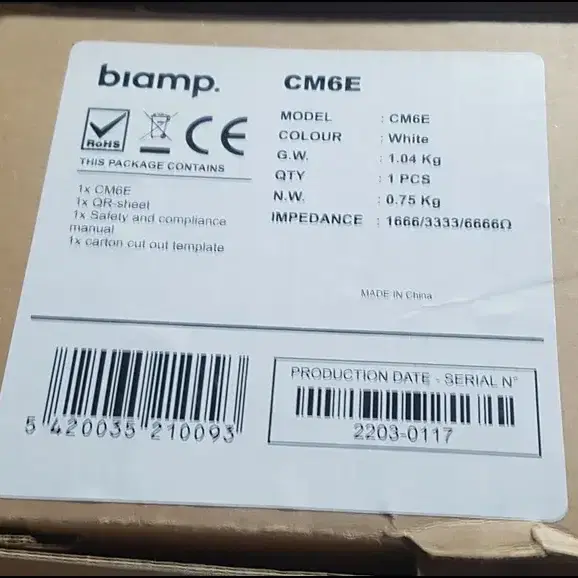 biamp.
RoHS
CE
THIS PACKAGE CONTAINS
1x CM6E
1x QR-sheet
1x Safety and compliance
manual
1x carton cut out template
CM6E
MODEL : CM6E
COLOUR : White
G.W. : 1.04 Kg
QTY : 1 PCS
N.W. : 0.75 Kg
IMPEDANCE : 1666/3333/6666Ω
MADE IN China
5 420035 210093
PRODUCTION DATE - SERIAL N°
2203-0117